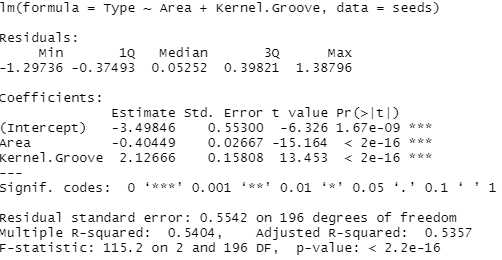 lm(formula = Type ~ Area + Kernel.Groove, data = seeds)
Residuals:
Min 1Q Median 3Q Max
-1.29736 -0.37493 0.05252 0.39821 1.38796
Coefficients:
Estimate Std. Error t value Pr(>|t|)
(Intercept) -3.49846 0.55300 -6.326 1.67e-09 ***
Area -0.40449 0.02667 -15.164 < 2e-16 ***
Kernel.Groove 2.12666 0.15808 13.453 < 2e-16 ***
---
Signif. codes: 0 ‘***’ 0.001 ‘**’ 0.01 ‘*’ 0.05 ‘.’ 0.1 ‘ ’ 1
Residual standard error: 0.5542 on 196 degrees of freedom
Multiple R-squared: 0.5404, Adjusted R-squared: 0.5357
F-statistic: 115.2 on 2 and 196 DF, p-value: < 2.2e-16